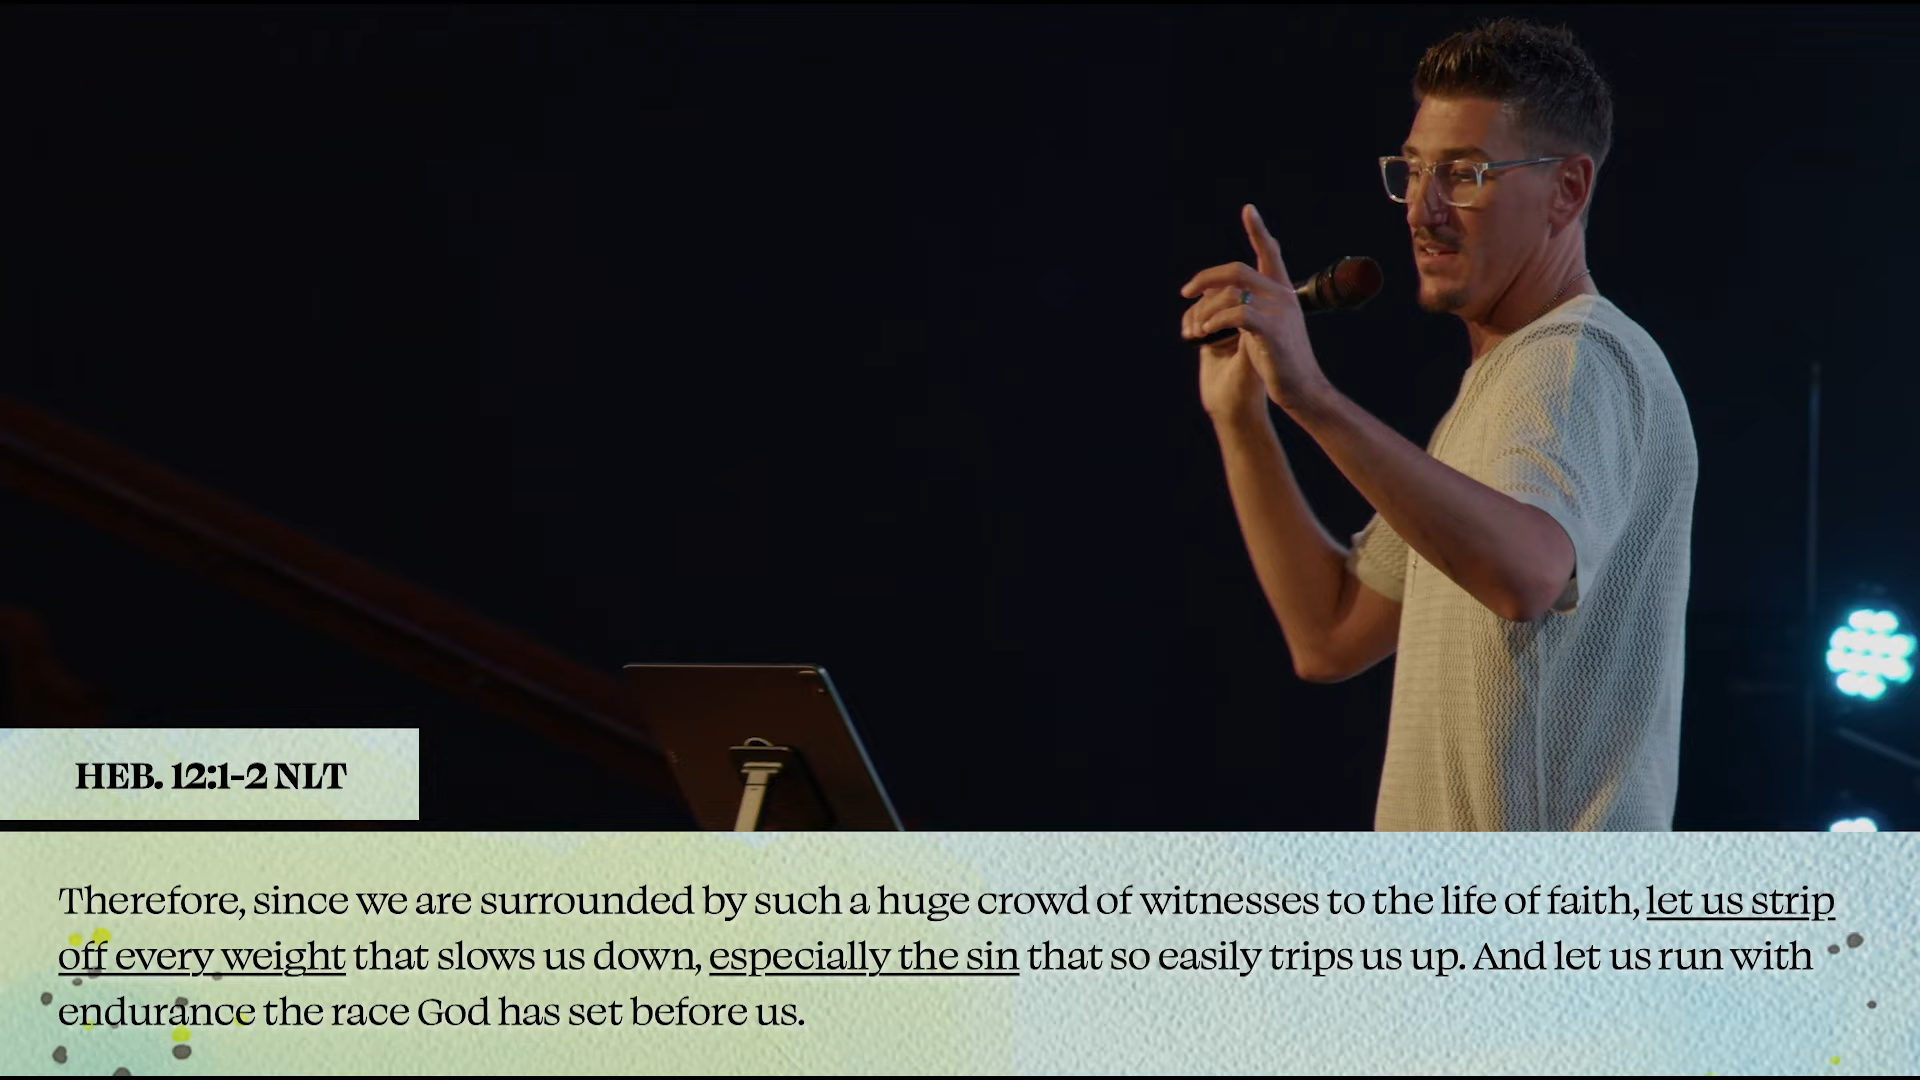 HEB. 12:1-2 NLT
Therefore, since we are surrounded by such a huge crowd of witnesses to the life of faith, let us strip
off every weight that slows us down, especially the sin that so easily trips us up. And let us run with
endurance the race God has set before us.